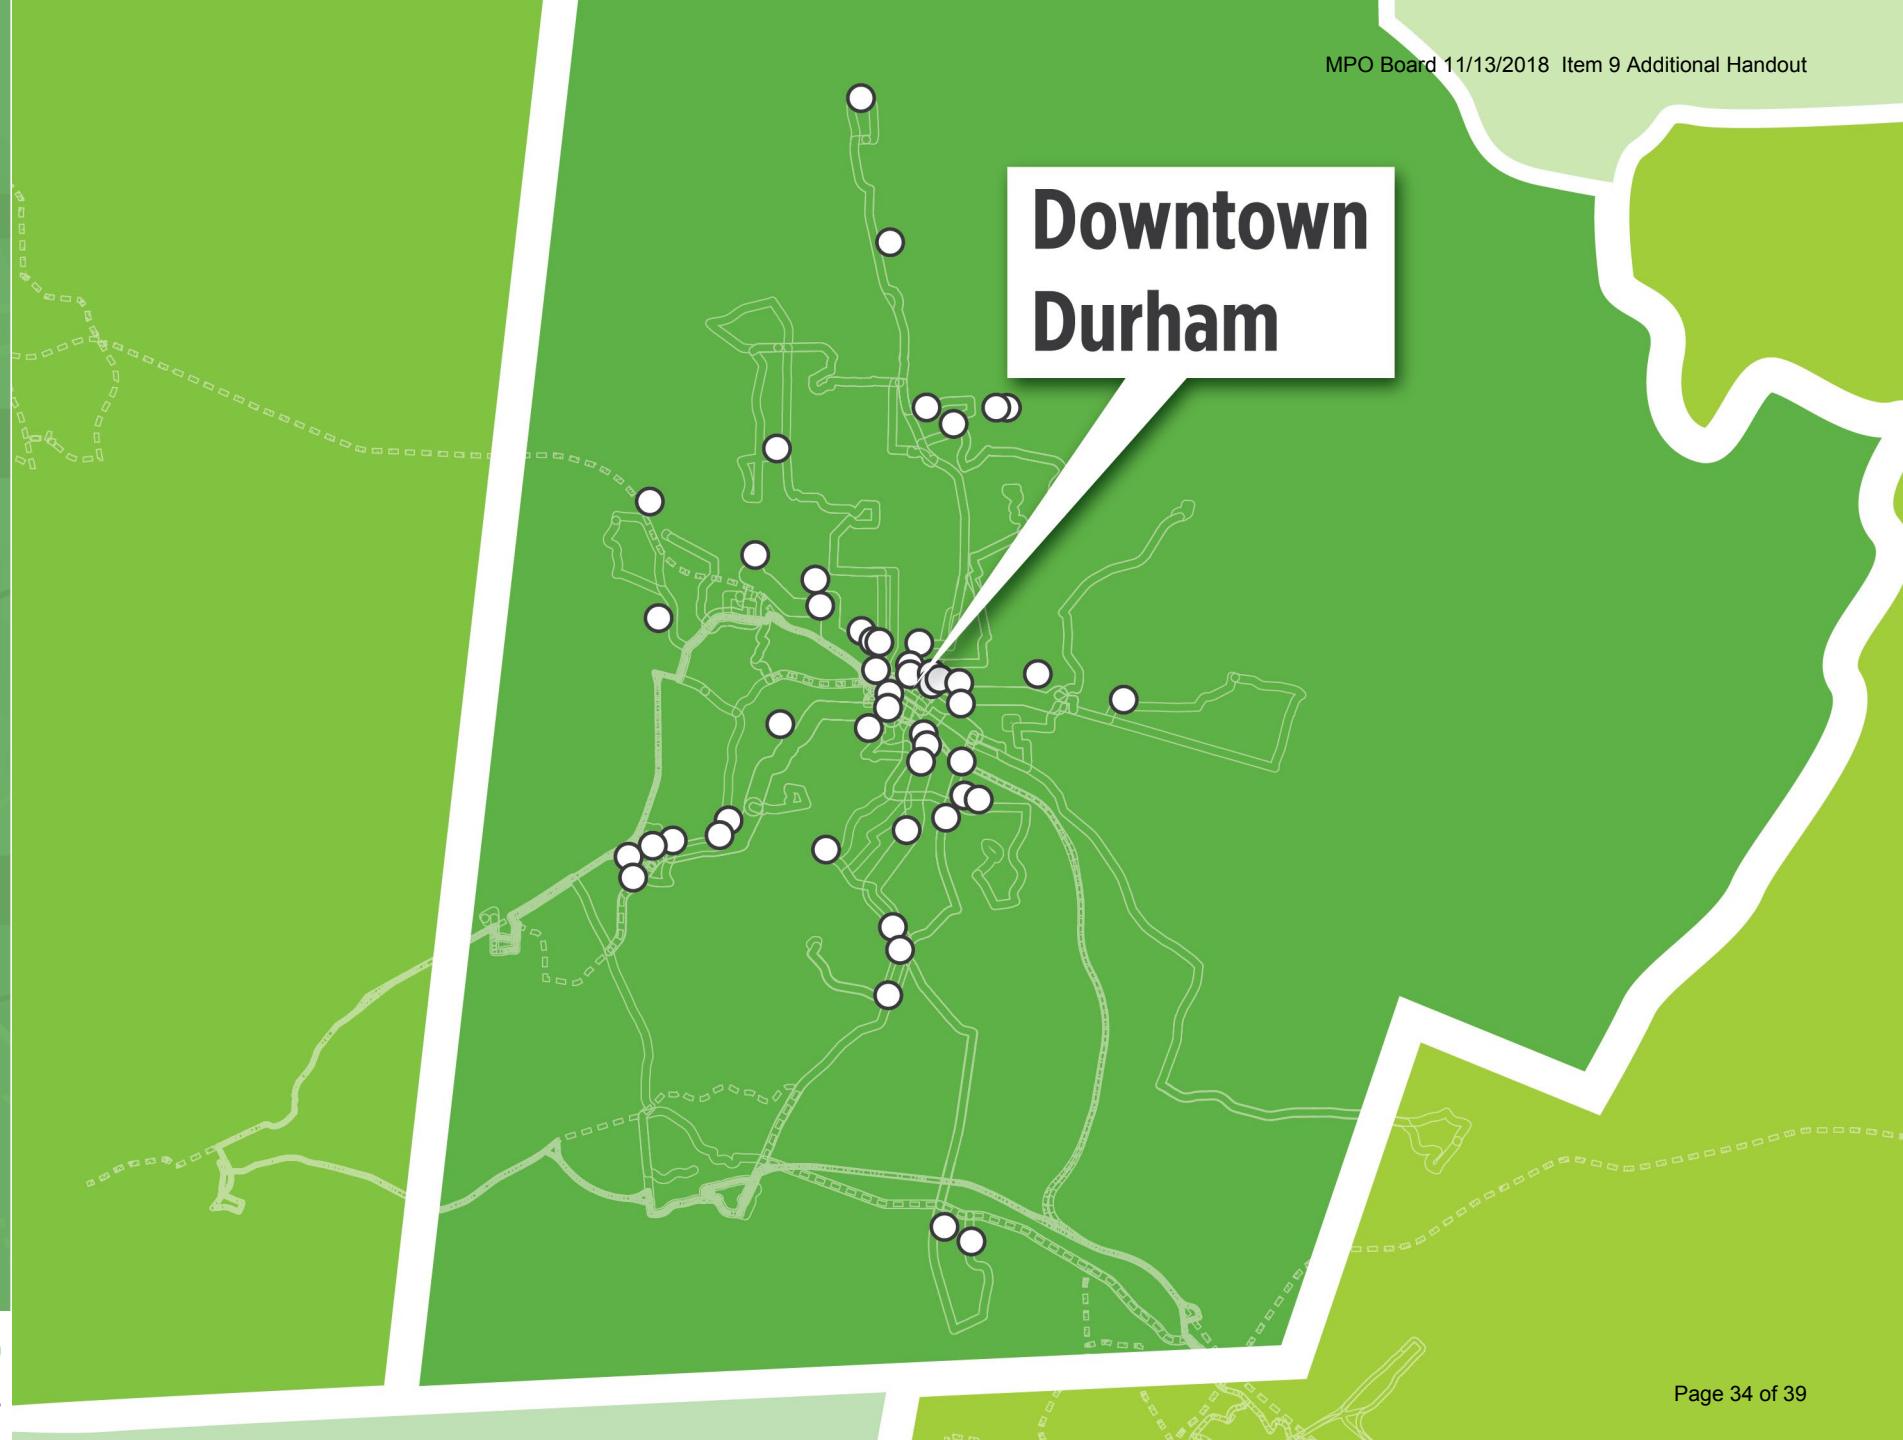 MPO Board 11/13/2018 Item 9 Additional Handout
Downtown
Durham
Page 34 of 39